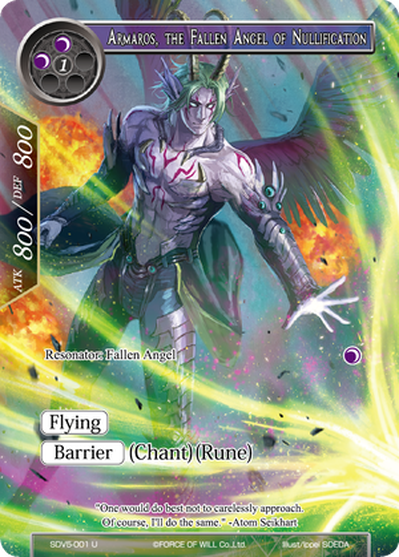 Armaros, the Fallen Angel of Nullification
1
ATK 800 / DEF 800
Resonator: Fallen Angel
Flying
Barrier (Chant) (Rune)
"One would do best not to carelessly approach.
Of course, I'll do the same." -Atom Seikhart
SDV5-001 U ©FORCE OF WILL Co.,Ltd. Illust/Ippei SOEDA